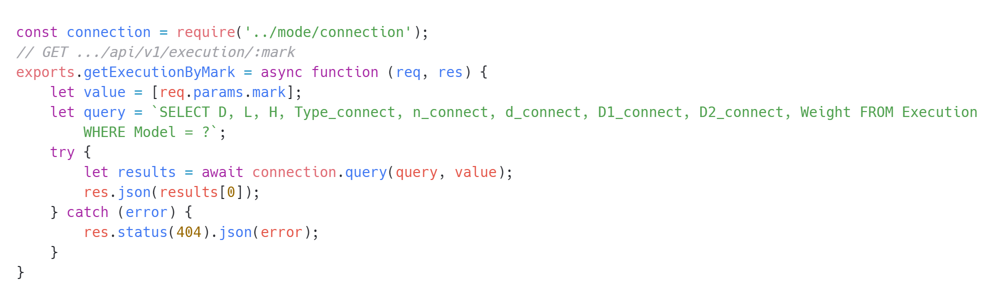 const connection = require('../mode/connection');
// GET .../api/v1/execution/:mark
exports.getExecutionByMark = async function (req, res) {
    let value = [req.params.mark];
    let query = `SELECT D, L, H, Type_connect, n_connect, d_connect, D1_connect, D2_connect, Weight FROM Execution
        WHERE Model = ?`;
    try {
        let results = await connection.query(query, value);
        res.json(results[0]);
    } catch (error) {
        res.status(404).json(error);
    }
}